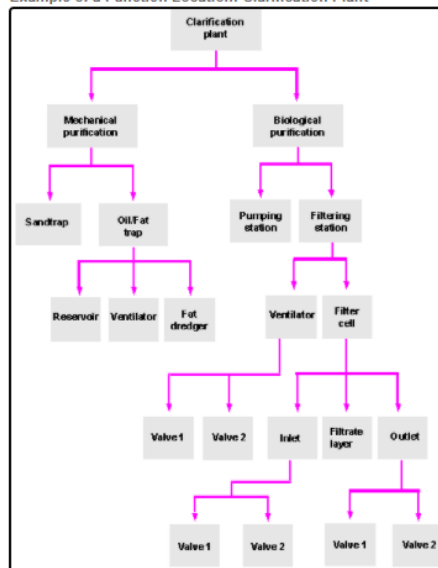 Example of a Function Location: Clarification Plant
Clarification
plant
Mechanical
purification
Biological
purification
Sandtrap
Oil/Fat
trap
Pumping
station
Filtering
station
Reservoir
Ventilator
Fat
dredger
Ventilator
Filter
cell
Valve 1
Valve 2
Inlet
Filtrate
layer
Outlet
Valve 1
Valve 2
Valve 1
Valve 2